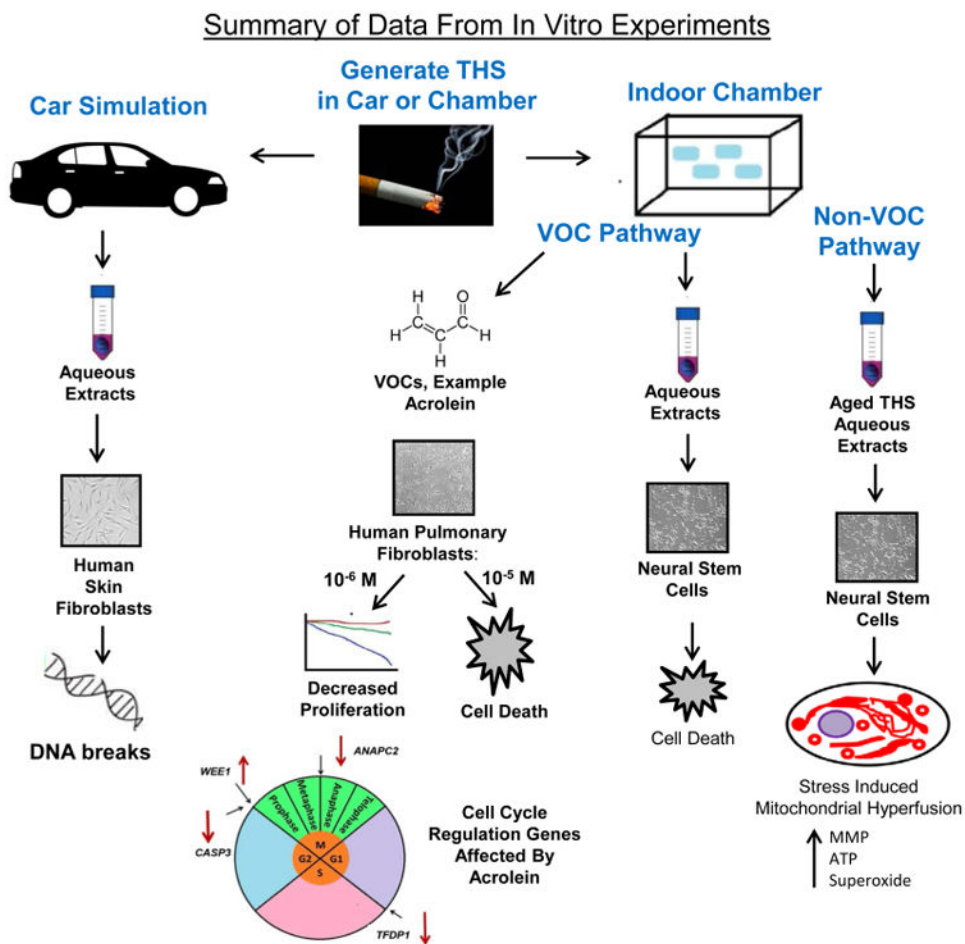 Summary of Data From In Vitro Experiments
Generate THS
in Car or Chamber
Car Simulation
Indoor Chamber
VOC Pathway
Non-VOC
Pathway
Aqueous
Extracts
Human
Skin
Fibroblasts
DNA breaks
H
O
C
C
H
C
H
H
VOCs, Example
Acrolein
Human Pulmonary
Fibroblasts:
10-6 M
10-5 M
Decreased
Proliferation
Cell Death
WEE1
ANAPC2
CASP3
TFDP1
Prophase
Metaphase
Anaphase
Telophase
M
G2
G1
S
Cell Cycle
Regulation Genes
Affected By
Acrolein
Aqueous
Extracts
Neural Stem
Cells
Cell Death
Aged THS
Aqueous
Extracts
Neural Stem
Cells
Stress Induced
Mitochondrial Hyperfusion
MMP
ATP
Superoxide